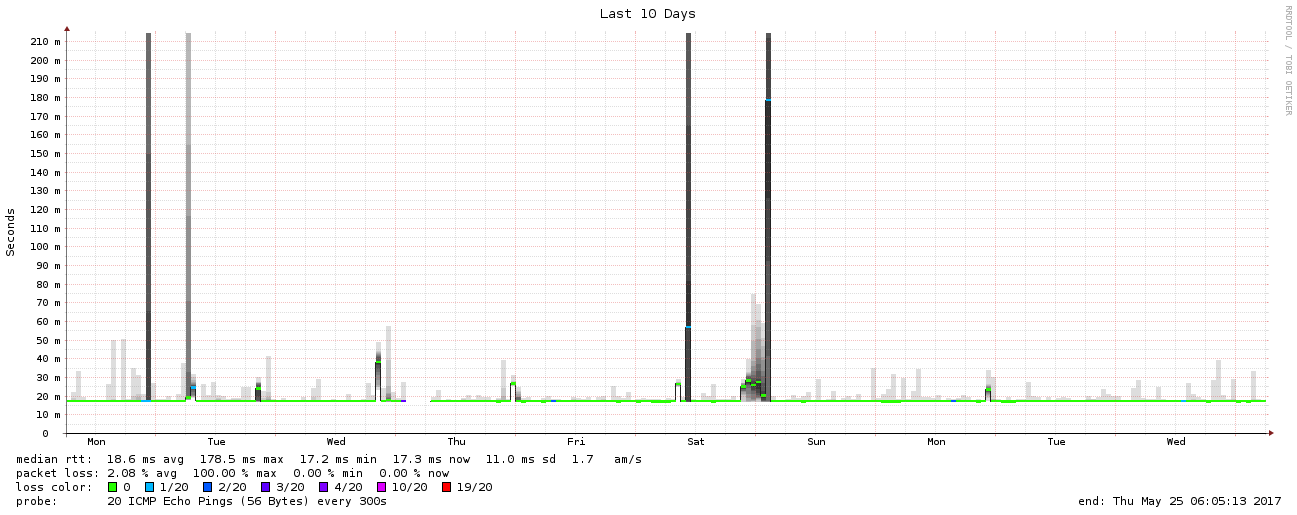 Last 10 Days
RRDTOOL / TOBI OETIKER
Seconds
210 m
200 m
190 m
180 m
170 m
160 m
150 m
140 m
130 m
120 m
110 m
100 m
90 m
80 m
70 m
60 m
50 m
40 m
30 m
20 m
10 m
0
Mon Tue Wed Thu Fri Sat Sun Mon Tue Wed
median rtt: 18.6 ms avg 178.5 ms max 17.2 ms min 17.3 ms now 11.0 ms sd 1.7 am/s
packet loss: 2.08 % avg 100.00 % max 0.00 % min 0.00 % now
loss color: 0 1/20 2/20 3/20 4/20 10/20 19/20
probe: 20 ICMP Echo Pings (56 Bytes) every 300s end: Thu May 25 06:05:13 2017